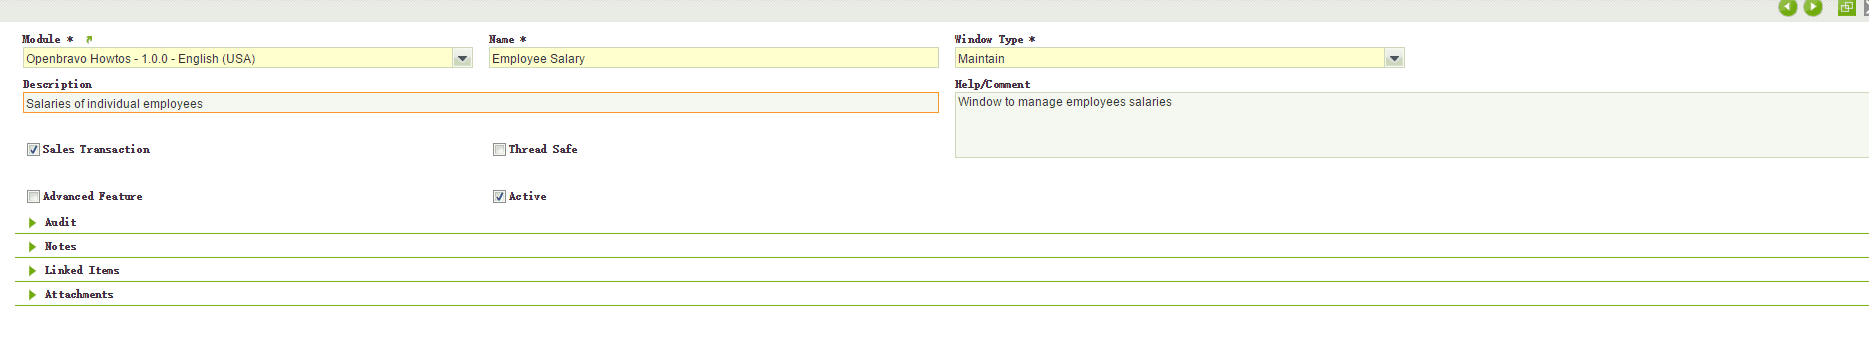 Module * Name * Window Type *
Openbravo Howtos - 1.0.0 - English (USA) Employee Salary Maintain
Description Help/Comment
Salaries of individual employees Window to manage employees salaries
Sales Transaction Thread Safe
Advanced Feature Active
Audit
Notes
Linked Items
Attachments